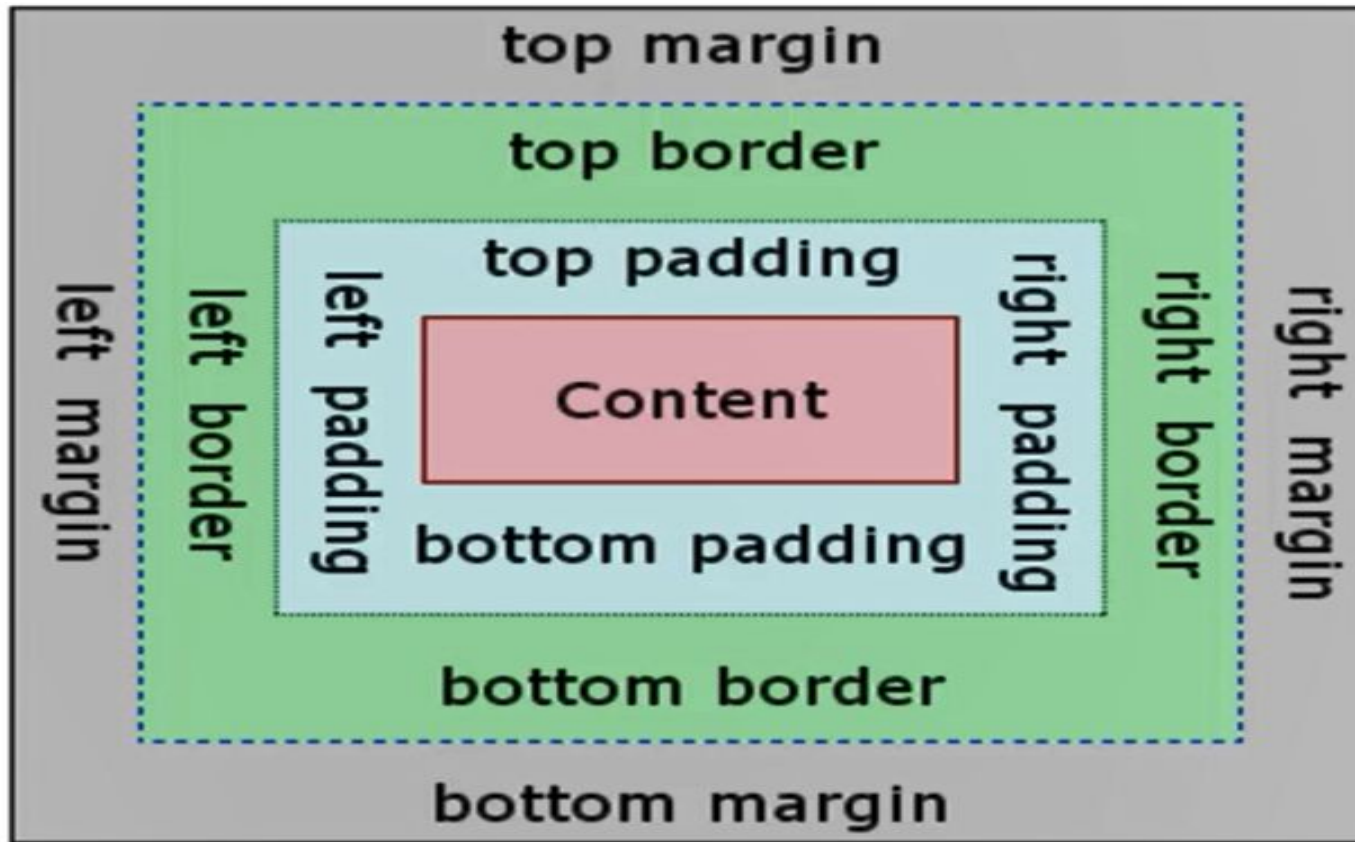 top margin
top border
top padding
left margin
left border
left padding
Content
right padding
right border
right margin
bottom padding
bottom border
bottom margin